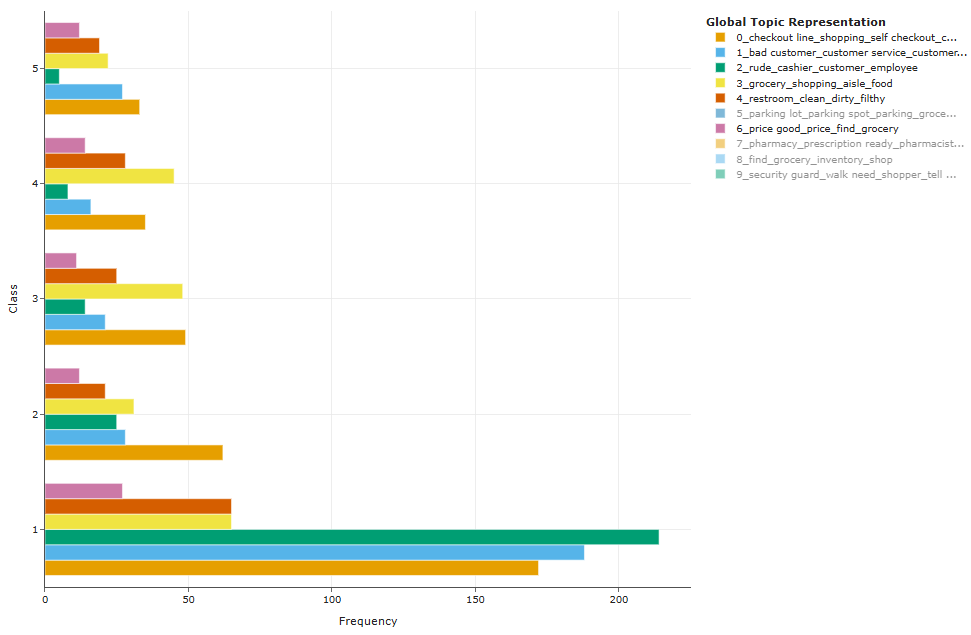 Global Topic Representation
0_checkout line_shopping_self checkout_c...
1_bad customer_customer service_customer...
2_rude_cashier_customer_employee
3_grocery_shopping_aisle_food
4_restroom_clean_dirty_filthy
5_parking lot_parking spot_parking_groce...
6_price good_price_find_grocery
7_pharmacy_prescription ready_pharmacist...
8_find_grocery_inventory_shop
9_security guard_walk need_shopper_tell ...
Class
5
4
3
2
1
0
50
100
150
200
Frequency